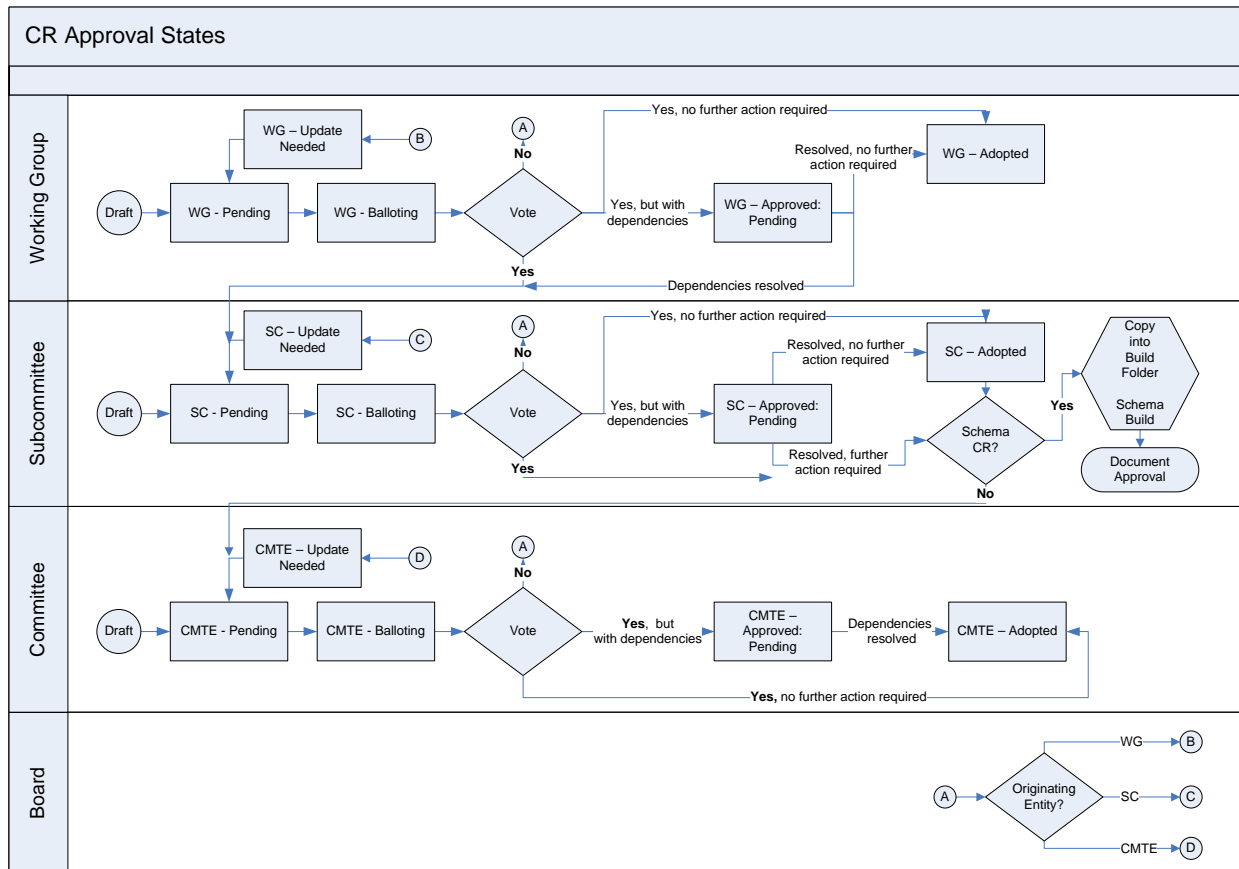 CR Approval States
Working Group
WG – Update
Needed
B
A
No
Yes, no further action required
Resolved, no further
action required
WG – Adopted
Draft
WG - Pending
WG - Balloting
Vote
Yes, but with
dependencies
WG – Approved:
Pending
Yes
Dependencies resolved
Subcommittee
SC – Update
Needed
C
A
No
Yes, no further action required
Resolved, no further
action required
SC – Adopted
Copy
into
Build
Folder
Schema
Build
Draft
SC - Pending
SC - Balloting
Vote
Yes, but with
dependencies
SC – Approved:
Pending
Yes
Resolved, further
action required
Schema
CR?
Yes
No
Document
Approval
Committee
CMTE – Update
Needed
D
A
No
Draft
CMTE - Pending
CMTE - Balloting
Vote
Yes, but
with dependencies
CMTE –
Approved:
Pending
Dependencies
resolved
CMTE – Adopted
Yes, no further action required
Board
A
Originating
Entity?
WG
B
SC
C
CMTE
D